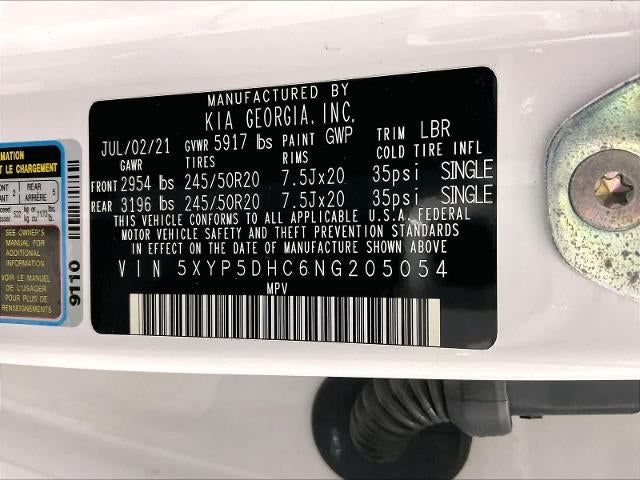 MANUFACTURED BY
KIA GEORGIA, INC.
JUL/02/21 GVWR 5917 lbs PAINT GWP TRIM LBR
GAWR TIRES RIMS COLD TIRE INFL
FRONT 2954 lbs 245/50R20 7.5Jx20 35psi SINGLE
REAR 3196 lbs 245/50R20 7.5Jx20 35psi SINGLE
THIS VEHICLE CONFORMS TO ALL APPLICABLE U.S.A. FEDERAL
MOTOR VEHICLE SAFETY AND THEFT PREVENTION STANDARDS
IN EFFECT ON THE DATE OF MANUFACTURE SHOWN ABOVE
VIN 5XYP5DHC6NG205054
MPV
LE CHARGEMENT
REAR 5
ARRIÈRE
SEE OWNER'S
MANUAL FOR
ADDITIONAL
INFORMATION
VOIR LE MANUEL
DE L'USAGER
POUR PLUS DE
RENSEIGNEMENTS
9110